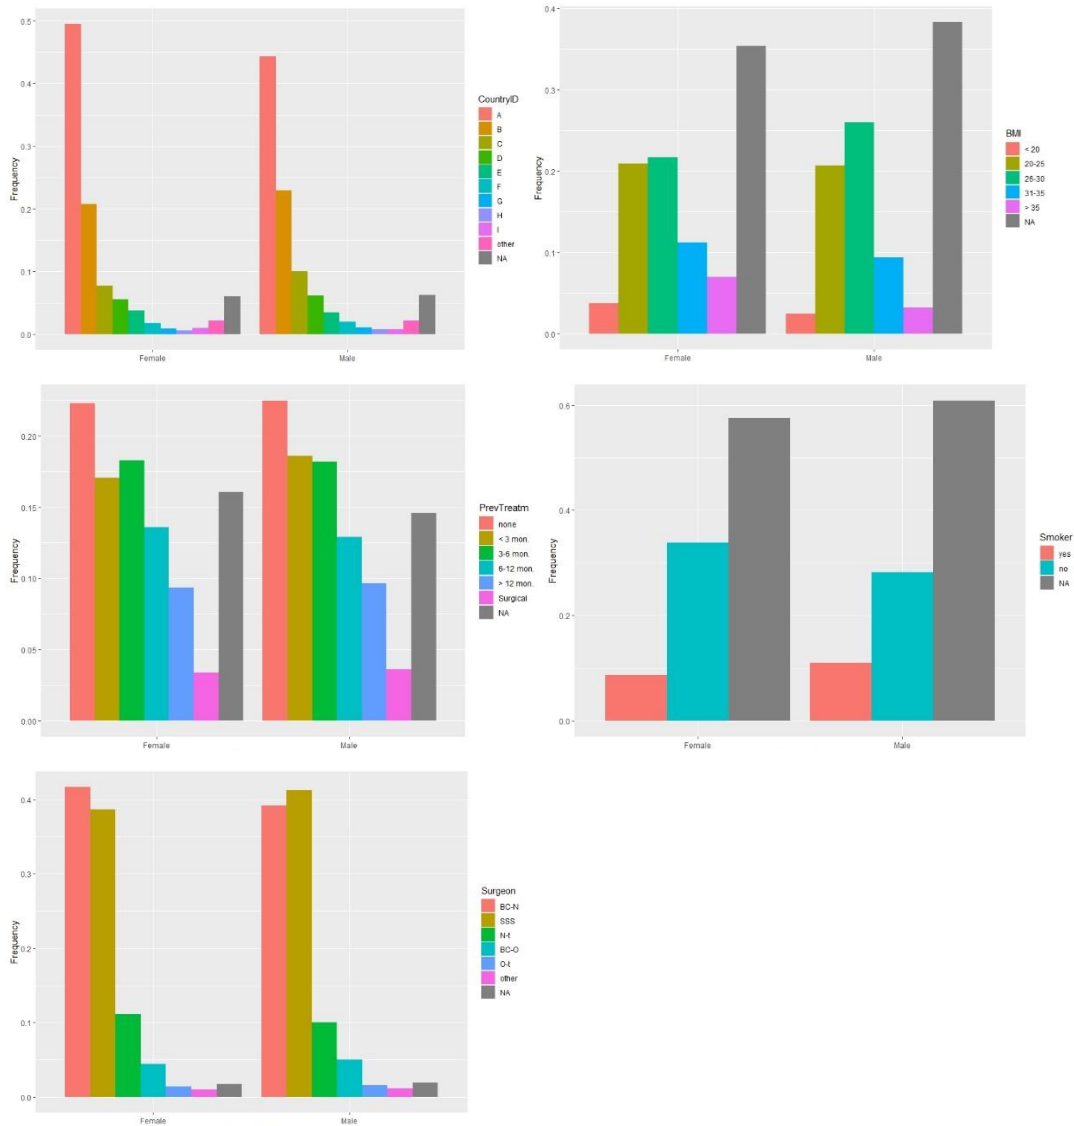 Frequency
0.5
0.4
0.3
0.2
0.1
0.0
Female
Male
CountryID
A
B
C
D
E
F
G
H
I
other
NA
Frequency
0.4
0.3
0.2
0.1
0.0
Female
Male
BMI
< 20
20-25
26-30
31-35
> 35
NA
Frequency
0.20
0.15
0.10
0.05
0.00
Female
Male
PrevTreatm
none
< 3 mon.
3-6 mon.
6-12 mon.
> 12 mon.
Surgical
NA
Frequency
0.6
0.4
0.2
0.0
Female
Male
Smoker
yes
no
NA
Frequency
0.4
0.3
0.2
0.1
0.0
Female
Male
Surgeon
BC-N
SSS
N-t
BC-O
O-t
other
NA